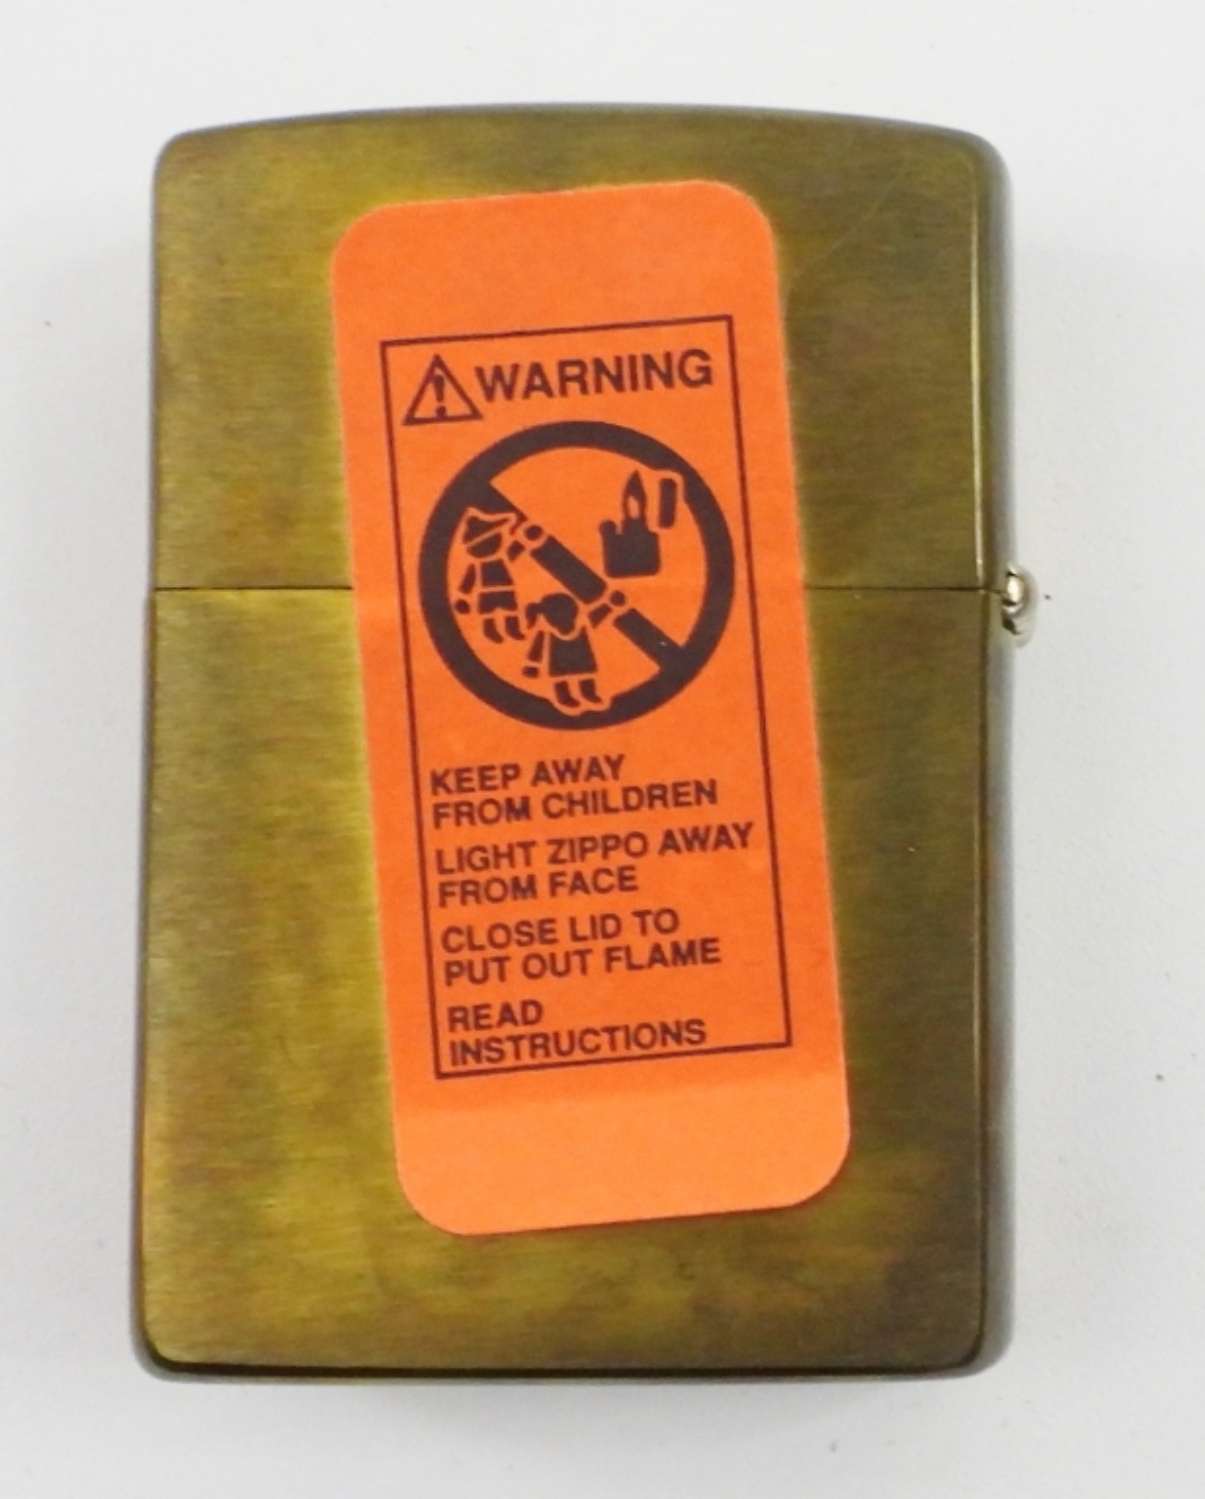 WARNING
KEEP AWAY
FROM CHILDREN
LIGHT ZIPPO AWAY
FROM FACE
CLOSE LID TO
PUT OUT FLAME
READ
INSTRUCTIONS